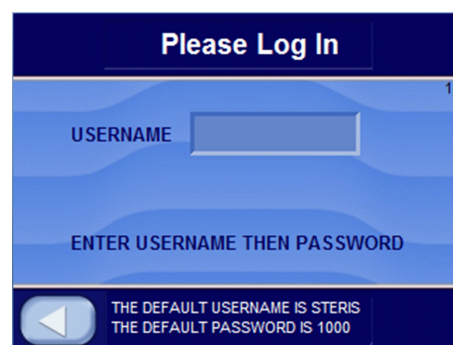 Please Log In
1
USERNAME
ENTER USERNAME THEN PASSWORD
THE DEFAULT USERNAME IS STERIS
THE DEFAULT PASSWORD IS 1000